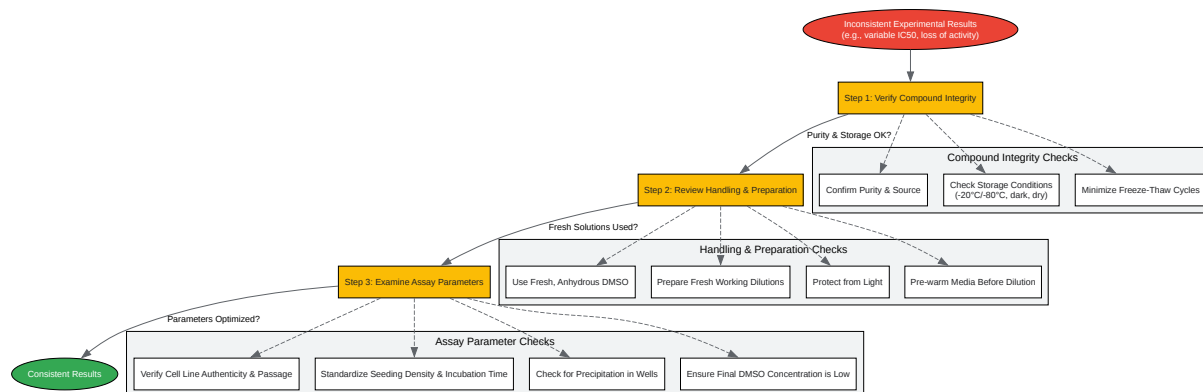 Inconsistent Experimental Results
(e.g., variable IC50, loss of activity)
Step 1: Verify Compound Integrity
Purity & Storage OK?
Compound Integrity Checks
Confirm Purity & Source
Check Storage Conditions
(-20°C/-80°C, dark, dry)
Minimize Freeze-Thaw Cycles
Step 2: Review Handling & Preparation
Fresh Solutions Used?
Handling & Preparation Checks
Use Fresh, Anhydrous DMSO
Prepare Fresh Working Dilutions
Protect from Light
Pre-warm Media Before Dilution
Step 3: Examine Assay Parameters
Parameters Optimized?
Assay Parameter Checks
Consistent Results
Verify Cell Line Authenticity & Passage
Standardize Seeding Density & Incubation Time
Check for Precipitation in Wells
Ensure Final DMSO Concentration is Low